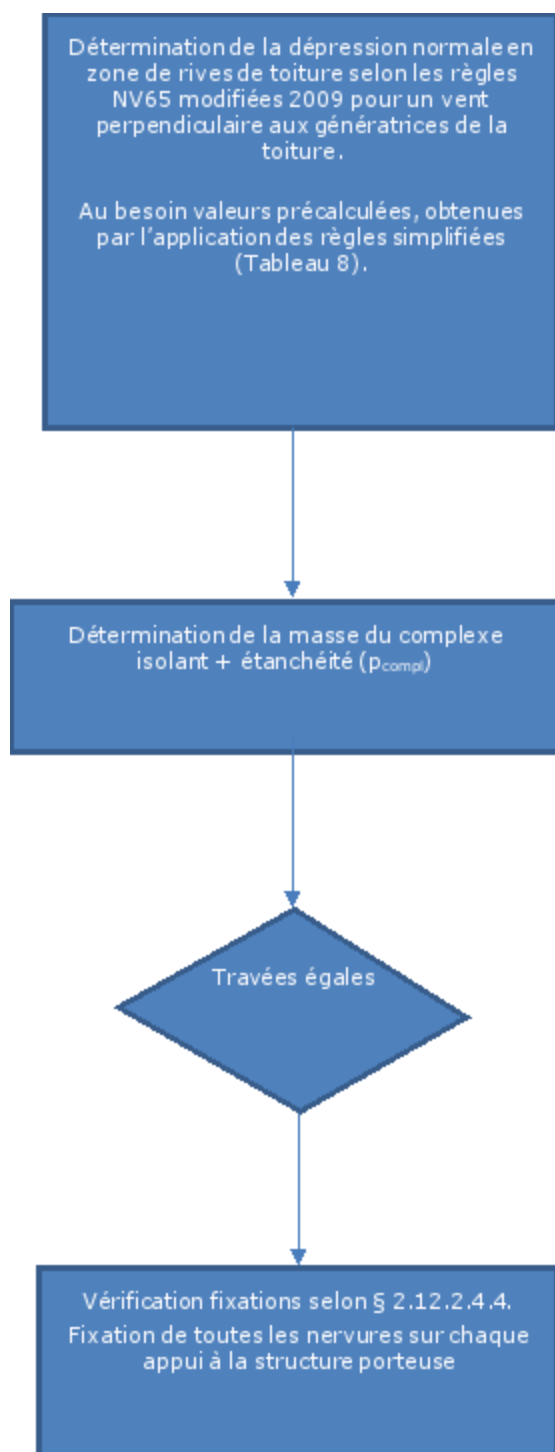 Détermination de la dépression normale en
zone de rives de toiture selon les règles
NV65 modifiées 2009 pour un vent
perpendiculaire aux génératrices de la
toiture.
Au besoin valeurs précalculées, obtenues
par l'application des règles simplifiées
(Tableau 8).
Détermination de la masse du complexe
isolant + étanchéité (pcompl)
Travées égales
Vérification fixations selon § 2.12.2.4.4.
Fixation de toutes les nervures sur chaque
appui à la structure porteuse